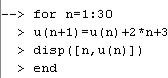 --> for n=1:30
> u(n+1)=u(n)+2*n+3
> disp([n,u(n)])
> end